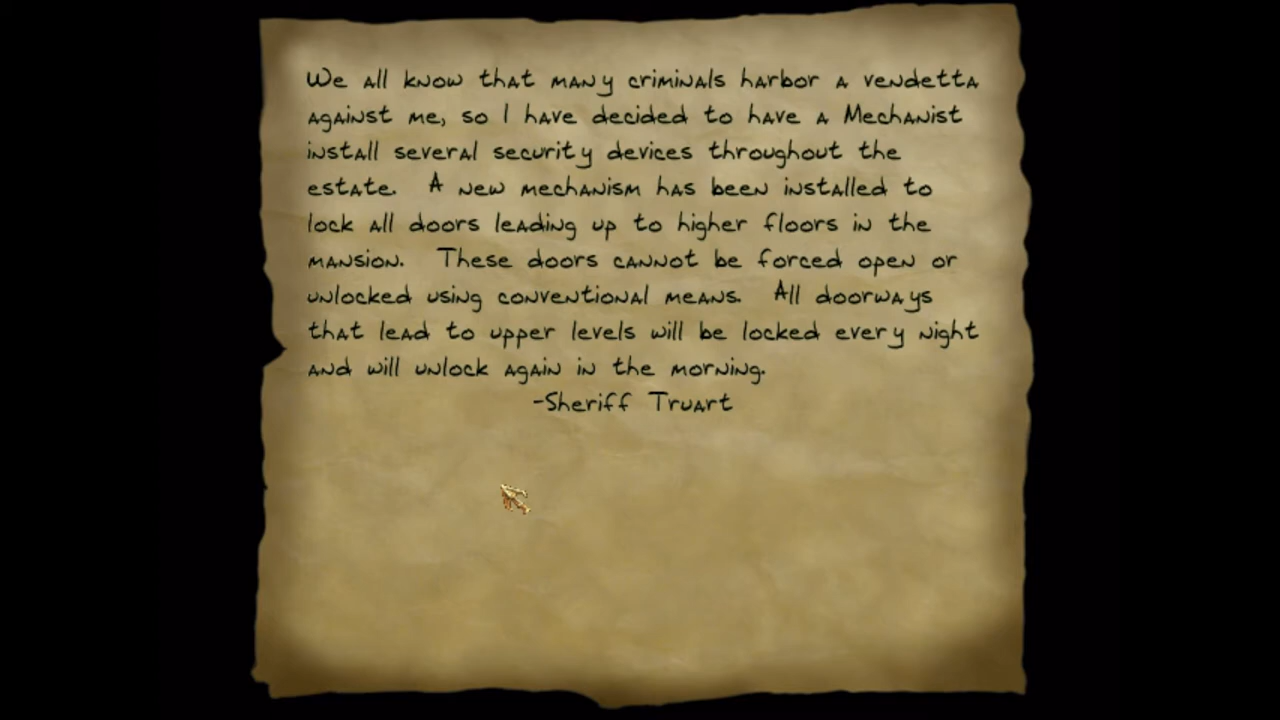 We all know that many criminals harbor a vendetta
against me, so I have decided to have a Mechanist
install several security devices throughout the
estate.  A new mechanism has been installed to
lock all doors leading up to higher floors in the
mansion.  These doors cannot be forced open or
unlocked using conventional means.  All doorways
that lead to upper levels will be locked every night
and will unlock again in the morning.
-Sheriff Truart